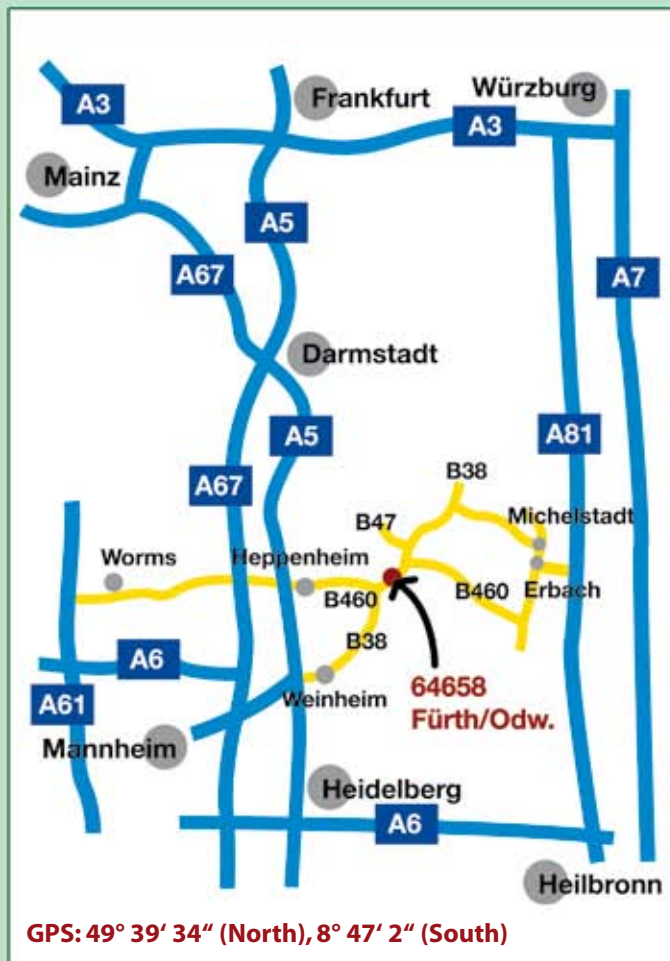 A3
Frankfurt
Würzburg
A3
Mainz
A5
A67
A7
Darmstadt
A5
A81
A67
B38
B47
Michelstadt
Worms
Heppenheim
B460
B460
Erbach
B38
A6
A61
Weinheim
64658
Fürth/Odw.
Mannheim
Heidelberg
A6
Heilbronn
GPS: 49° 39‘ 34“ (North), 8° 47‘ 2“ (South)